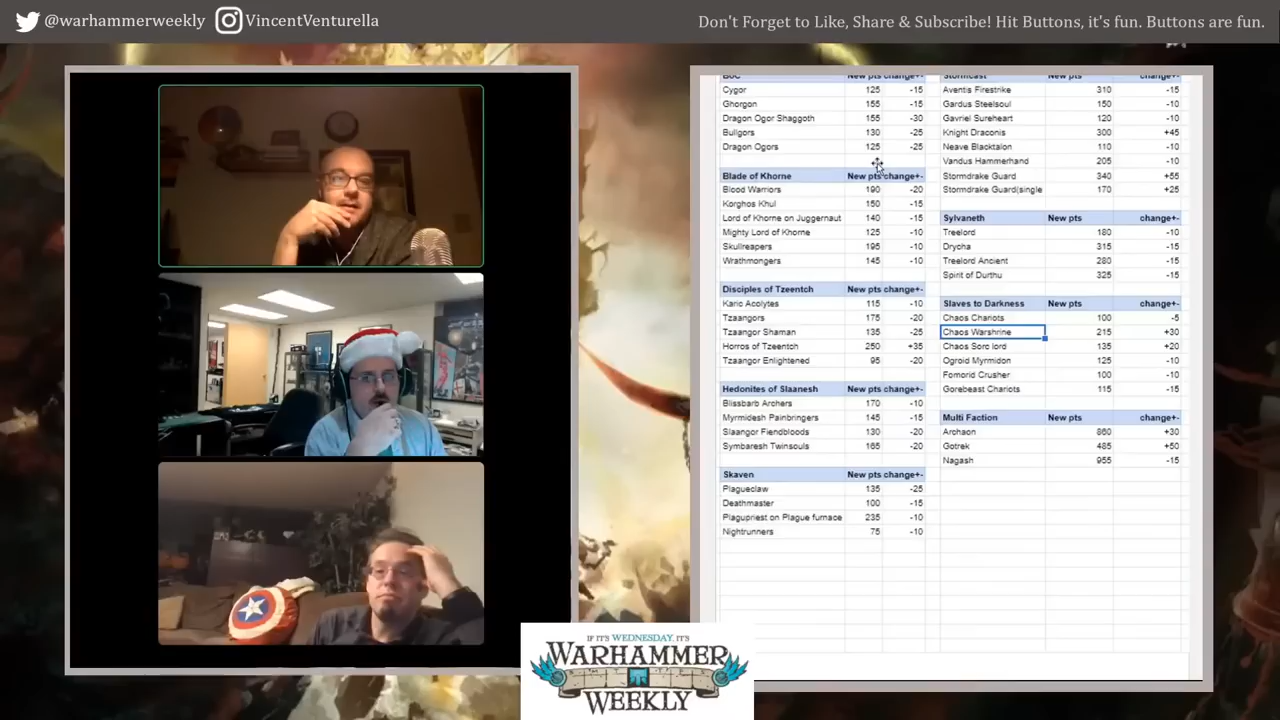 @warhammerweekly VincentVenturella
Don't Forget to Like, Share & Subscribe! Hit Buttons, it's fun. Buttons are fun.
BoC New pts change+-
Cygor 125 -15
Ghorgon 155 -15
Dragon Ogor Shaggoth 155 -30
Bullgors 130 -25
Dragon Ogors 125 -25
Blade of Khorne New pts change+-
Blood Warriors 190 -20
Korghos Khul 150 -15
Lord of Khorne on Juggernaut 140 -15
Mighty Lord of Khorne 125 -10
Skullreapers 195 -10
Wrathmongers 145 -10
Disciples of Tzeentch New pts change+-
Karic Acolytes 115 -10
Tzaangors 175 -20
Tzaangor Shaman 135 -25
Horros of Tzeentch 250 +35
Tzaangor Enlightened 95 -20
Hedonites of Slaanesh New pts change+-
Blissbarb Archers 170 -10
Myrmidesh Painbringers 145 -15
Slaangor Fiendbloods 130 -20
Symbaresh Twinsouls 165 -20
Skaven New pts change+-
Plagueclaw 135 -25
Deathmaster 100 -15
Plagupriest on Plague furnace 235 -10
Nightrunners 75 -10
Stormcast New pts change+-
Aventis Firestrike 310 -15
Gardus Steelsoul 150 -10
Gavriel Sureheart 120 -10
Knight Draconis 300 +45
Neave Blacktalon 110 -10
Vandus Hammerhand 205 -10
Stormdrake Guard 340 +55
Stormdrake Guard(single 170 +25
Sylvaneth New pts change+-
Treelord 180 -10
Drycha 315 -15
Treelord Ancient 280 -15
Spirit of Durthu 325 -15
Slaves to Darkness New pts change+-
Chaos Chariots 100 -5
Chaos Warshrine 215 +30
Chaos Sorc lord 135 +20
Ogroid Myrmidon 125 -10
Fomorid Crusher 100 -10
Gorebeast Chariots 115 -15
Multi Faction New pts change+-
Archaon 860 +30
Gotrek 485 +50
Nagash 955 -15
IF IT'S WEDNESDAY, IT'S
WARHAMMER
WEEKLY